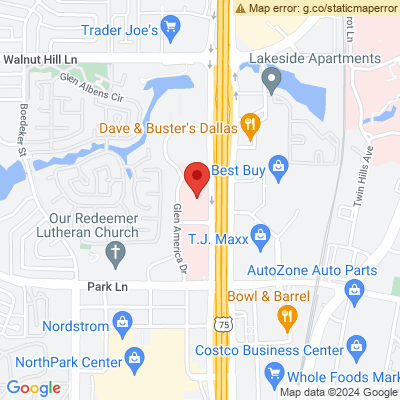 Map error: g.co/staticmaperror
Trader Joe's
Walnut Hill Ln
Lakeside Apartments
Glen Albens Cir
Boedeker St
Dave & Buster's Dallas
Best Buy
Twin Hills Ave
Our Redeemer
Lutheran Church
Glen America Dr
T.J. Maxx
AutoZone Auto Parts
Park Ln
Bowl & Barrel
Nordstrom
75
NorthPark Center
Costco Business Center
Whole Foods Mark
Google
Map data ©2024 Google